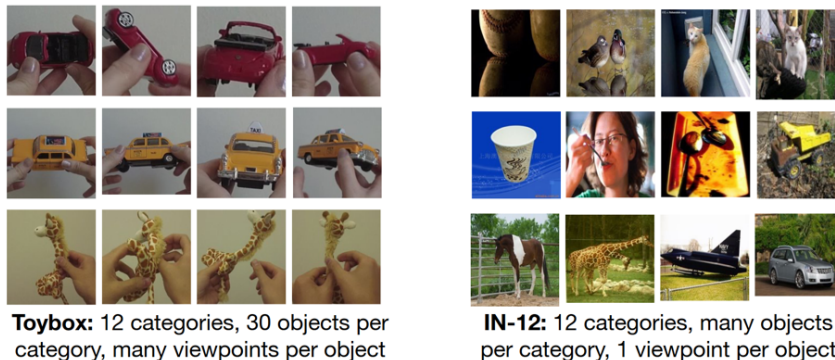 TAXI
Toybox: 12 categories, 30 objects per
category, many viewpoints per object
IN-12: 12 categories, many objects
per category, 1 viewpoint per object